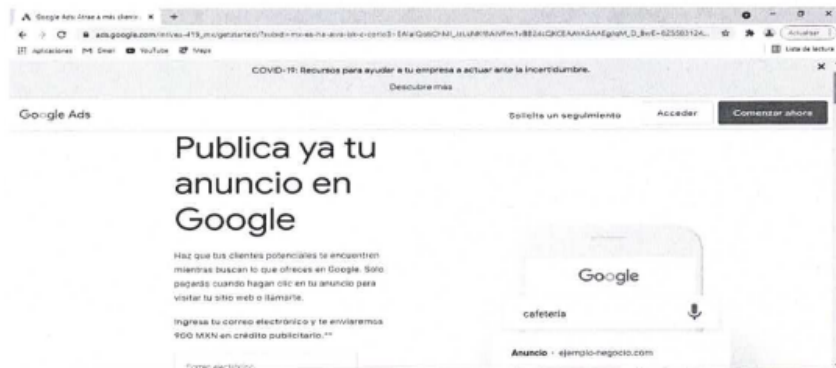 Google Ads: Atrae a más cliente
Actualizar
Aplicaciones Gmail YouTube Maps
Lista de lectura
COVID-19: Recursos para ayudar a tu empresa a actuar ante la incertidumbre.
Descubre más
Google Ads
Solicita un seguimiento
Acceder
Comenzar ahora
Publica ya tu
anuncio en
Google
Haz que tus clientes potenciales te encuentren
mientras buscan lo que ofreces en Google. Solo
pagarás cuando hagan clic en tu anuncio para
visitar tu sitio web o llamarte.
Ingresa tu correo electrónico y te enviaremos
900 MXN en crédito publicitario.**
Correo electrónico
Google
cafetería
Anuncio · ejemplo-negocio.com